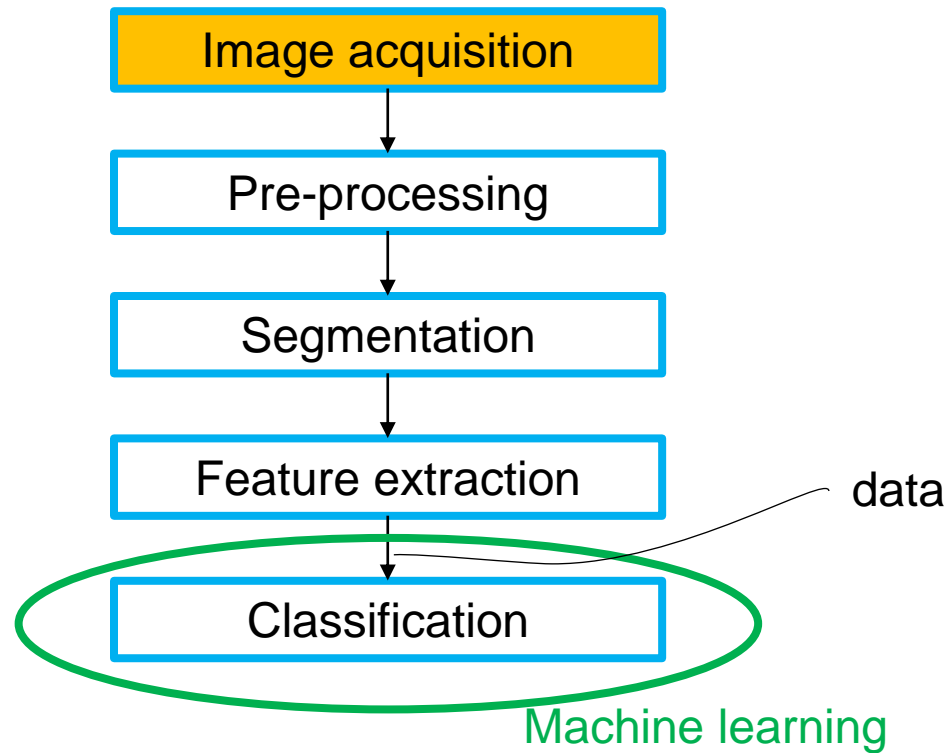 Image acquisition
Pre-processing
Segmentation
Feature extraction
data
Classification
Machine learning